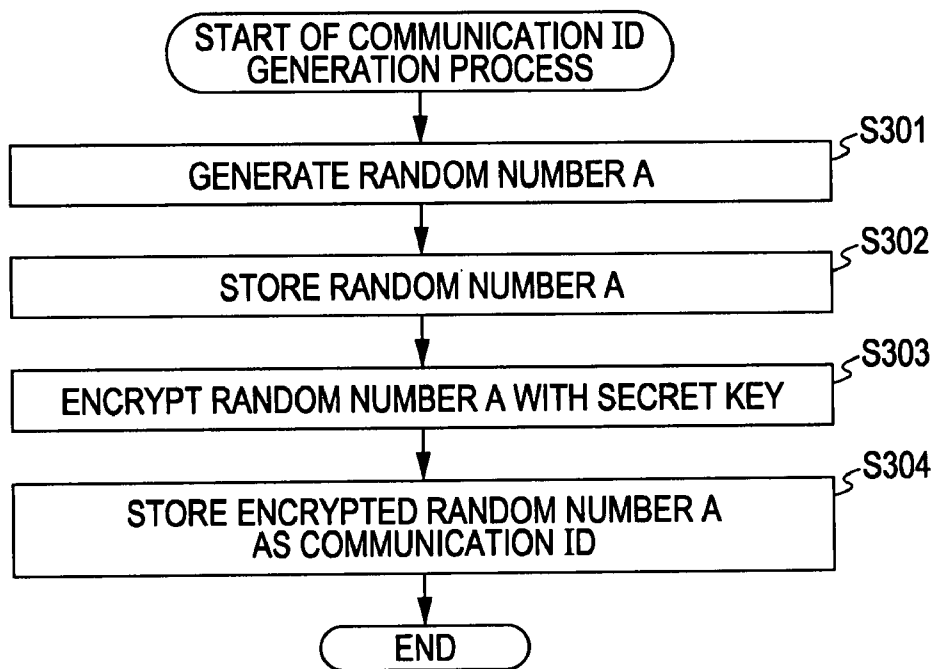 START OF COMMUNICATION ID
GENERATION PROCESS
S301
GENERATE RANDOM NUMBER A
S302
STORE RANDOM NUMBER A
S303
ENCRYPT RANDOM NUMBER A WITH SECRET KEY
S304
STORE ENCRYPTED RANDOM NUMBER A
AS COMMUNICATION ID
END